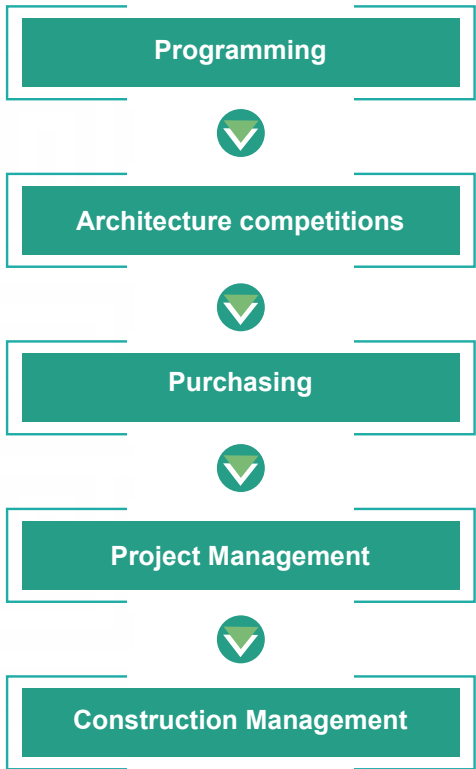 Programming
Architecture competitions
Purchasing
Project Management
Construction Management